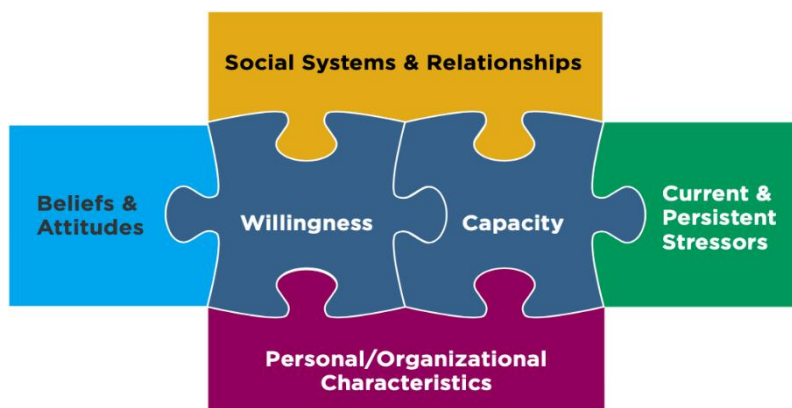 Social Systems & Relationships
Beliefs &
Attitudes
Willingness
Capacity
Current &
Persistent
Stressors
Personal/Organizational
Characteristics